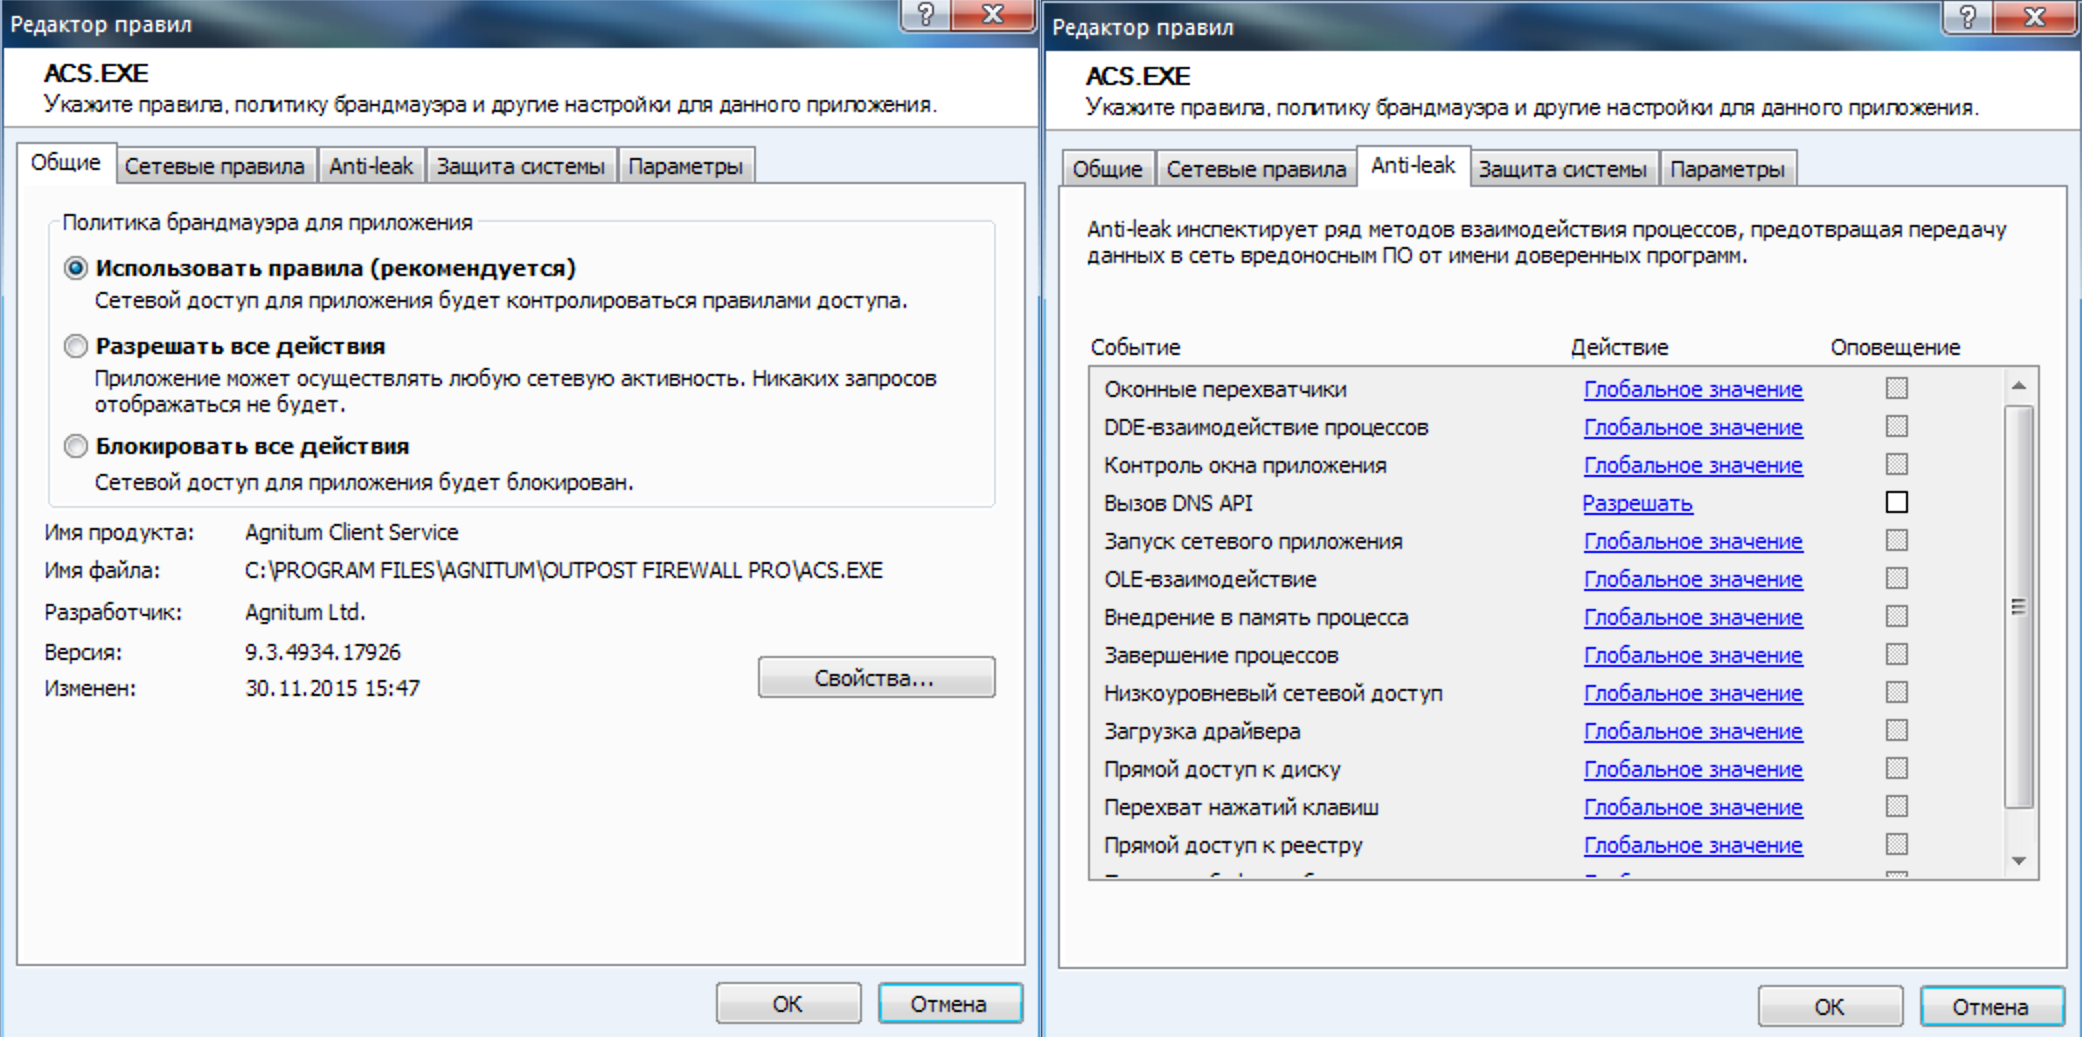 Редактор правил
ACS.EXE
Укажите правила, политику брандмауэра и другие настройки для данного приложения.
Общие Сетевые правила Anti-leak Защита системы Параметры
Политика брандмауэра для приложения
Использовать правила (рекомендуется)
Сетевой доступ для приложения будет контролироваться правилами доступа.
Разрешать все действия
Приложение может осуществлять любую сетевую активность. Никаких запросов
отображаться не будет.
Блокировать все действия
Сетевой доступ для приложения будет блокирован.
Имя продукта: Agnitum Client Service
Имя файла: C:\PROGRAM FILES\AGNITUM\OUTPOST FIREWALL PRO\ACS.EXE
Разработчик: Agnitum Ltd.
Версия: 9.3.4934.17926
Изменен: 30.11.2015 15:47
Свойства...
ОК Отмена
Редактор правил
ACS.EXE
Укажите правила, политику брандмауэра и другие настройки для данного приложения.
Общие Сетевые правила Anti-leak Защита системы Параметры
Anti-leak инспектирует ряд методов взаимодействия процессов, предотвращая передачу
данных в сеть вредоносным ПО от имени доверенных программ.
Событие Действие Оповещение
Оконные перехватчики Глобальное значение
DDE-взаимодействие процессов Глобальное значение
Контроль окна приложения Глобальное значение
Вызов DNS API Разрешать
Запуск сетевого приложения Глобальное значение
OLE-взаимодействие Глобальное значение
Внедрение в память процесса Глобальное значение
Завершение процессов Глобальное значение
Низкоуровневый сетевой доступ Глобальное значение
Загрузка драйвера Глобальное значение
Прямой доступ к диску Глобальное значение
Перехват нажатий клавиш Глобальное значение
Прямой доступ к реестру Глобальное значение
ОК Отмена